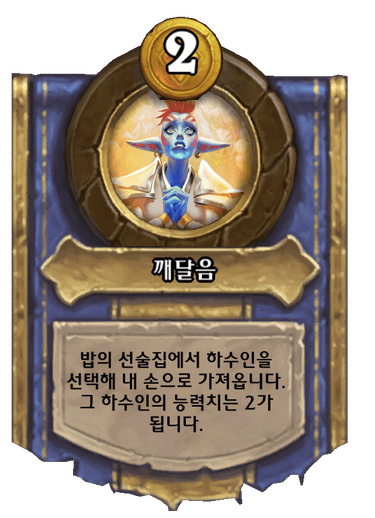 2
깨달음
밥의 선술집에서 하수인을
선택해 내 손으로 가져옵니다.
그 하수인의 능력치는 2가
됩니다.